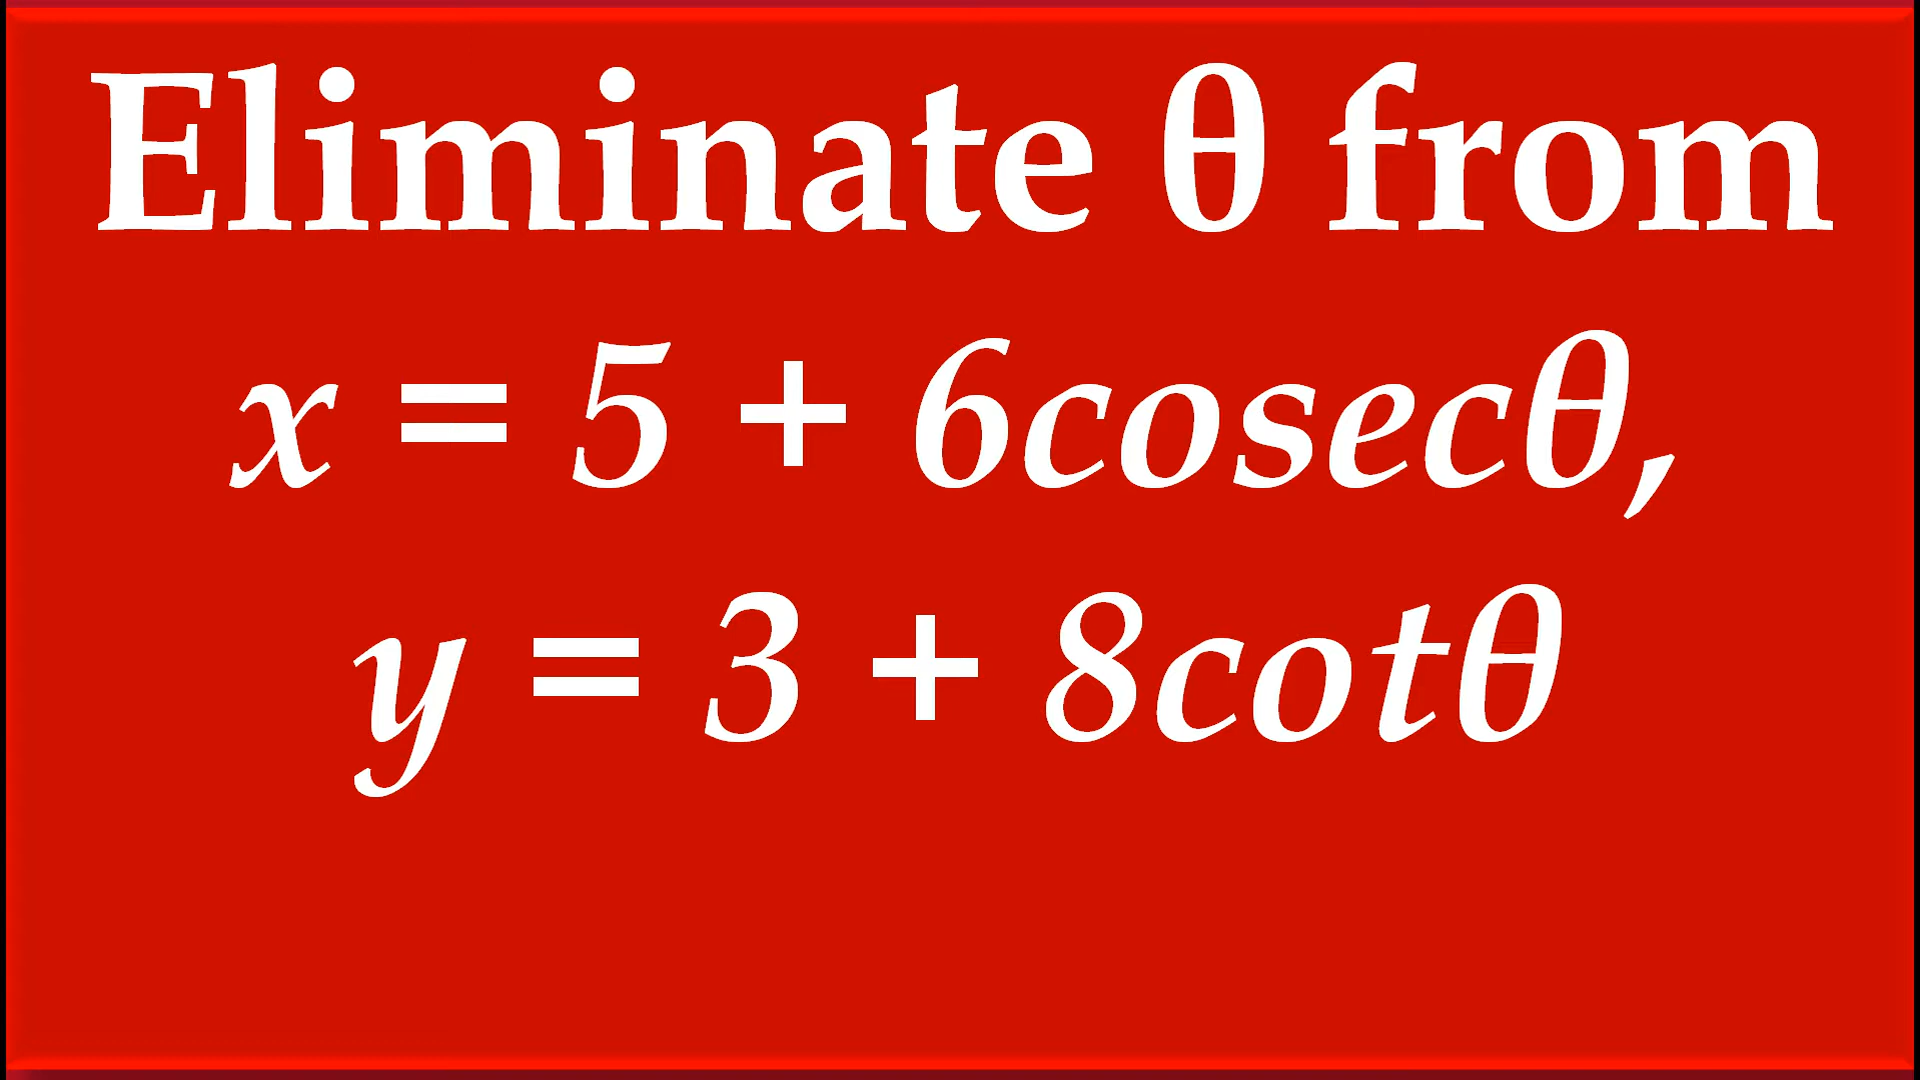 Eliminate θ from
x = 5 + 6cosecθ,
y = 3 + 8cotθ